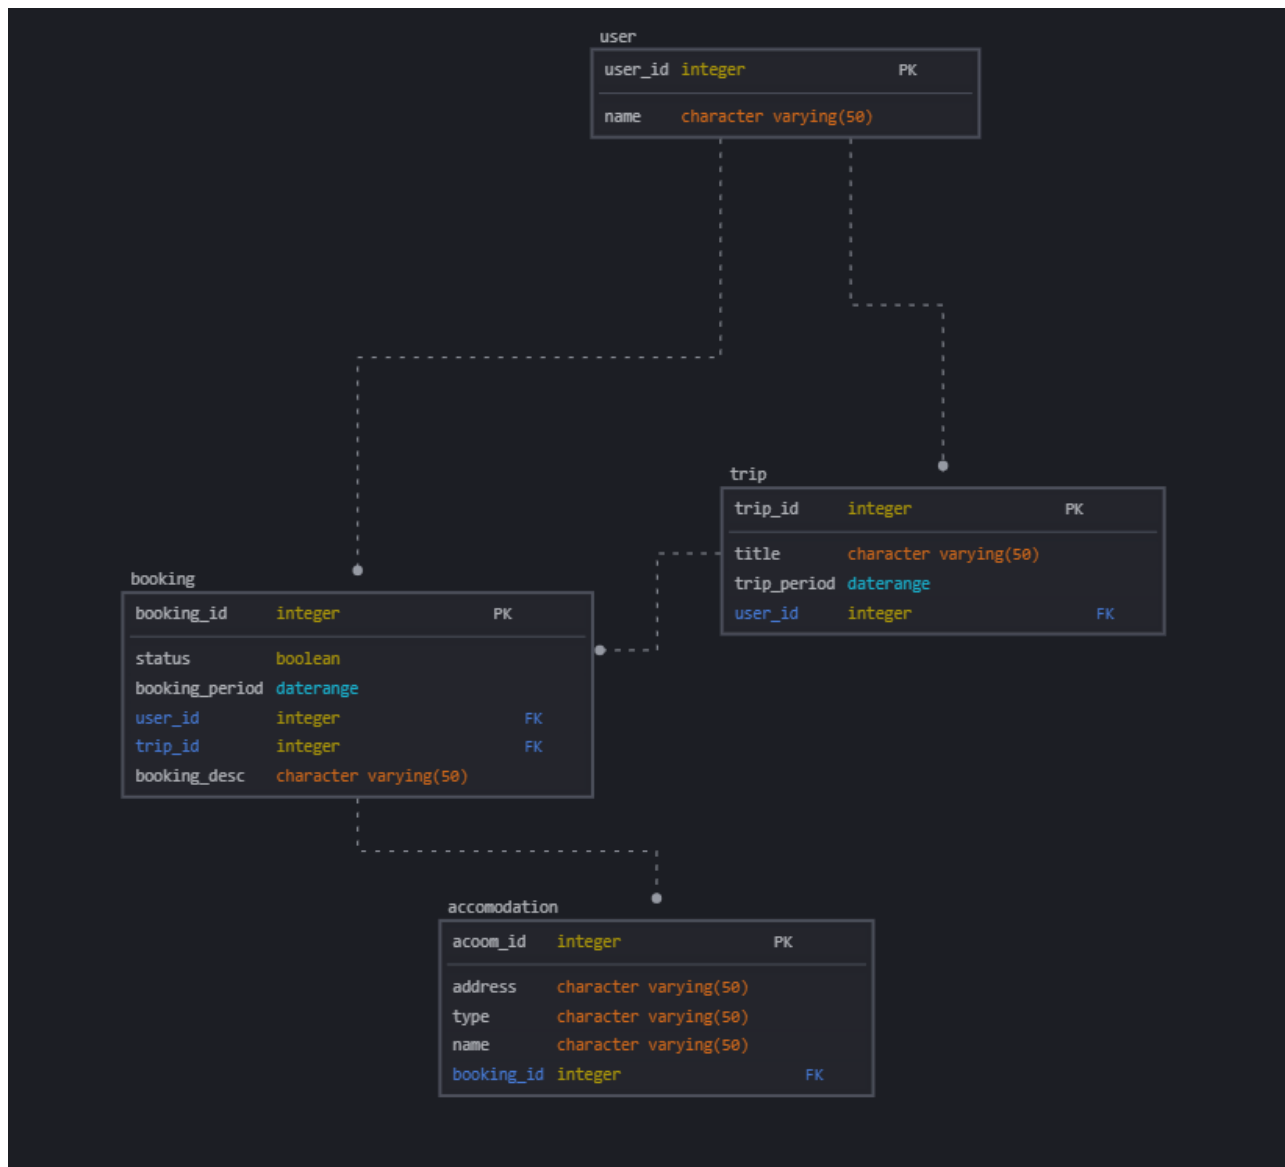 user
user_id integer PK
name character varying(50)
trip
trip_id integer PK
title character varying(50)
trip_period daterange
user_id integer FK
booking
booking_id integer PK
status boolean
booking_period daterange
user_id integer FK
trip_id integer FK
booking_desc character varying(50)
accomodation
acoom_id integer PK
address character varying(50)
type character varying(50)
name character varying(50)
booking_id integer FK